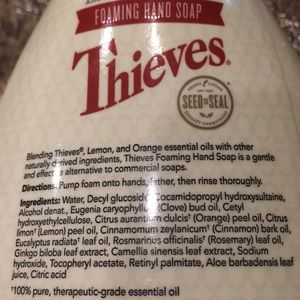 FOAMING HAND SOAP
Thieves®
SEED TO SEAL
Blending Thieves®, Lemon, and Orange essential oils with other
naturally derived ingredients, Thieves Foaming Hand Soap is a gentle
and effective alternative to commercial soaps.
Directions: Pump foam onto hands, lather, then rinse thoroughly.
Ingredients: Water, Decyl glucoside, Cocamidopropyl hydroxysultaine,
Alcohol denat., Eugenia caryophyllus† (Clove) bud oil, Cetyl
hydroxyethylcellulose, Citrus aurantium dulcis† (Orange) peel oil, Citrus
limon† (Lemon) peel oil, Cinnamomum zeylanicum† (Cinnamon) bark oil,
Eucalyptus radiata† leaf oil, Rosmarinus officinalis† (Rosemary) leaf oil,
Ginkgo biloba leaf extract, Camellia sinensis leaf extract, Sodium
hydroxide, Tocopheryl acetate, Retinyl palmitate, Aloe barbadensis leaf
juice, Citric acid
†100% pure, therapeutic-grade essential oil